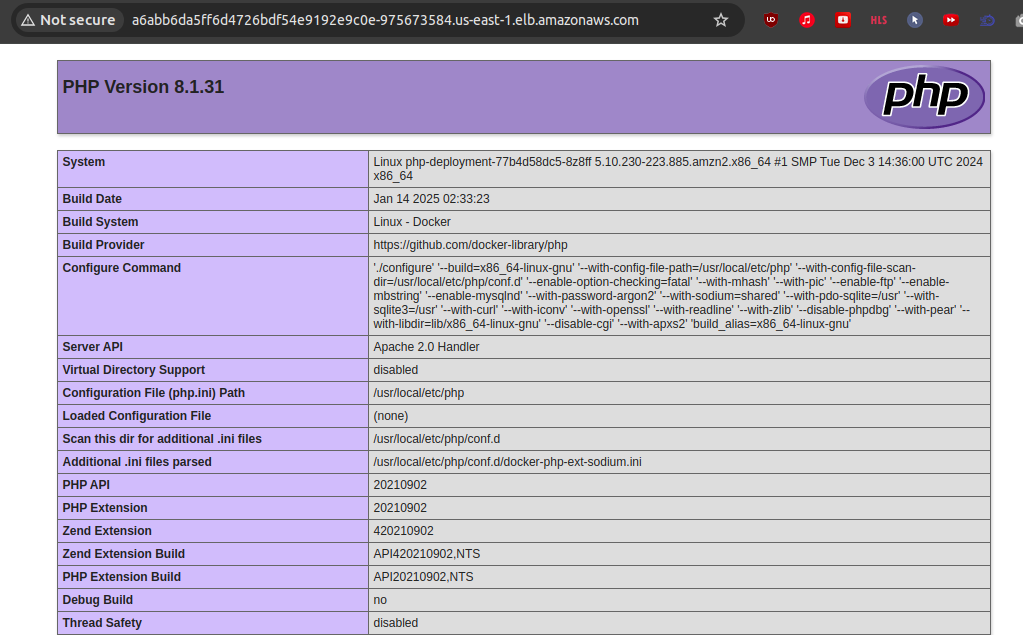 Not secure a6abb6da5ff6d4726bdf54e9192e9c0e-975673584.us-east-1.elb.amazonaws.com HLS
PHP Version 8.1.31 php
System Linux php-deployment-77b4d58dc5-8z8ff 5.10.230-223.885.amzn2.x86_64 #1 SMP Tue Dec 3 14:36:00 UTC 2024
x86_64
Build Date Jan 14 2025 02:33:23
Build System Linux - Docker
Build Provider https://github.com/docker-library/php
Configure Command './configure' '--build=x86_64-linux-gnu' '--with-config-file-path=/usr/local/etc/php' '--with-config-file-scan-
dir=/usr/local/etc/php/conf.d' '--enable-option-checking=fatal' '--with-mhash' '--with-pic' '--enable-ftp' '--enable-
mbstring' '--enable-mysqlnd' '--with-password-argon2' '--with-sodium=shared' '--with-pdo-sqlite=/usr' '--with-
sqlite3=/usr' '--with-curl' '--with-iconv' '--with-openssl' '--with-readline' '--with-zlib' '--disable-phpdbg' '--with-pear' '--
with-libdir=lib/x86_64-linux-gnu' '--disable-cgi' '--with-apxs2' 'build_alias=x86_64-linux-gnu'
Server API Apache 2.0 Handler
Virtual Directory Support disabled
Configuration File (php.ini) Path /usr/local/etc/php
Loaded Configuration File (none)
Scan this dir for additional .ini files /usr/local/etc/php/conf.d
Additional .ini files parsed /usr/local/etc/php/conf.d/docker-php-ext-sodium.ini
PHP API 20210902
PHP Extension 20210902
Zend Extension 420210902
Zend Extension Build API420210902,NTS
PHP Extension Build API20210902,NTS
Debug Build no
Thread Safety disabled